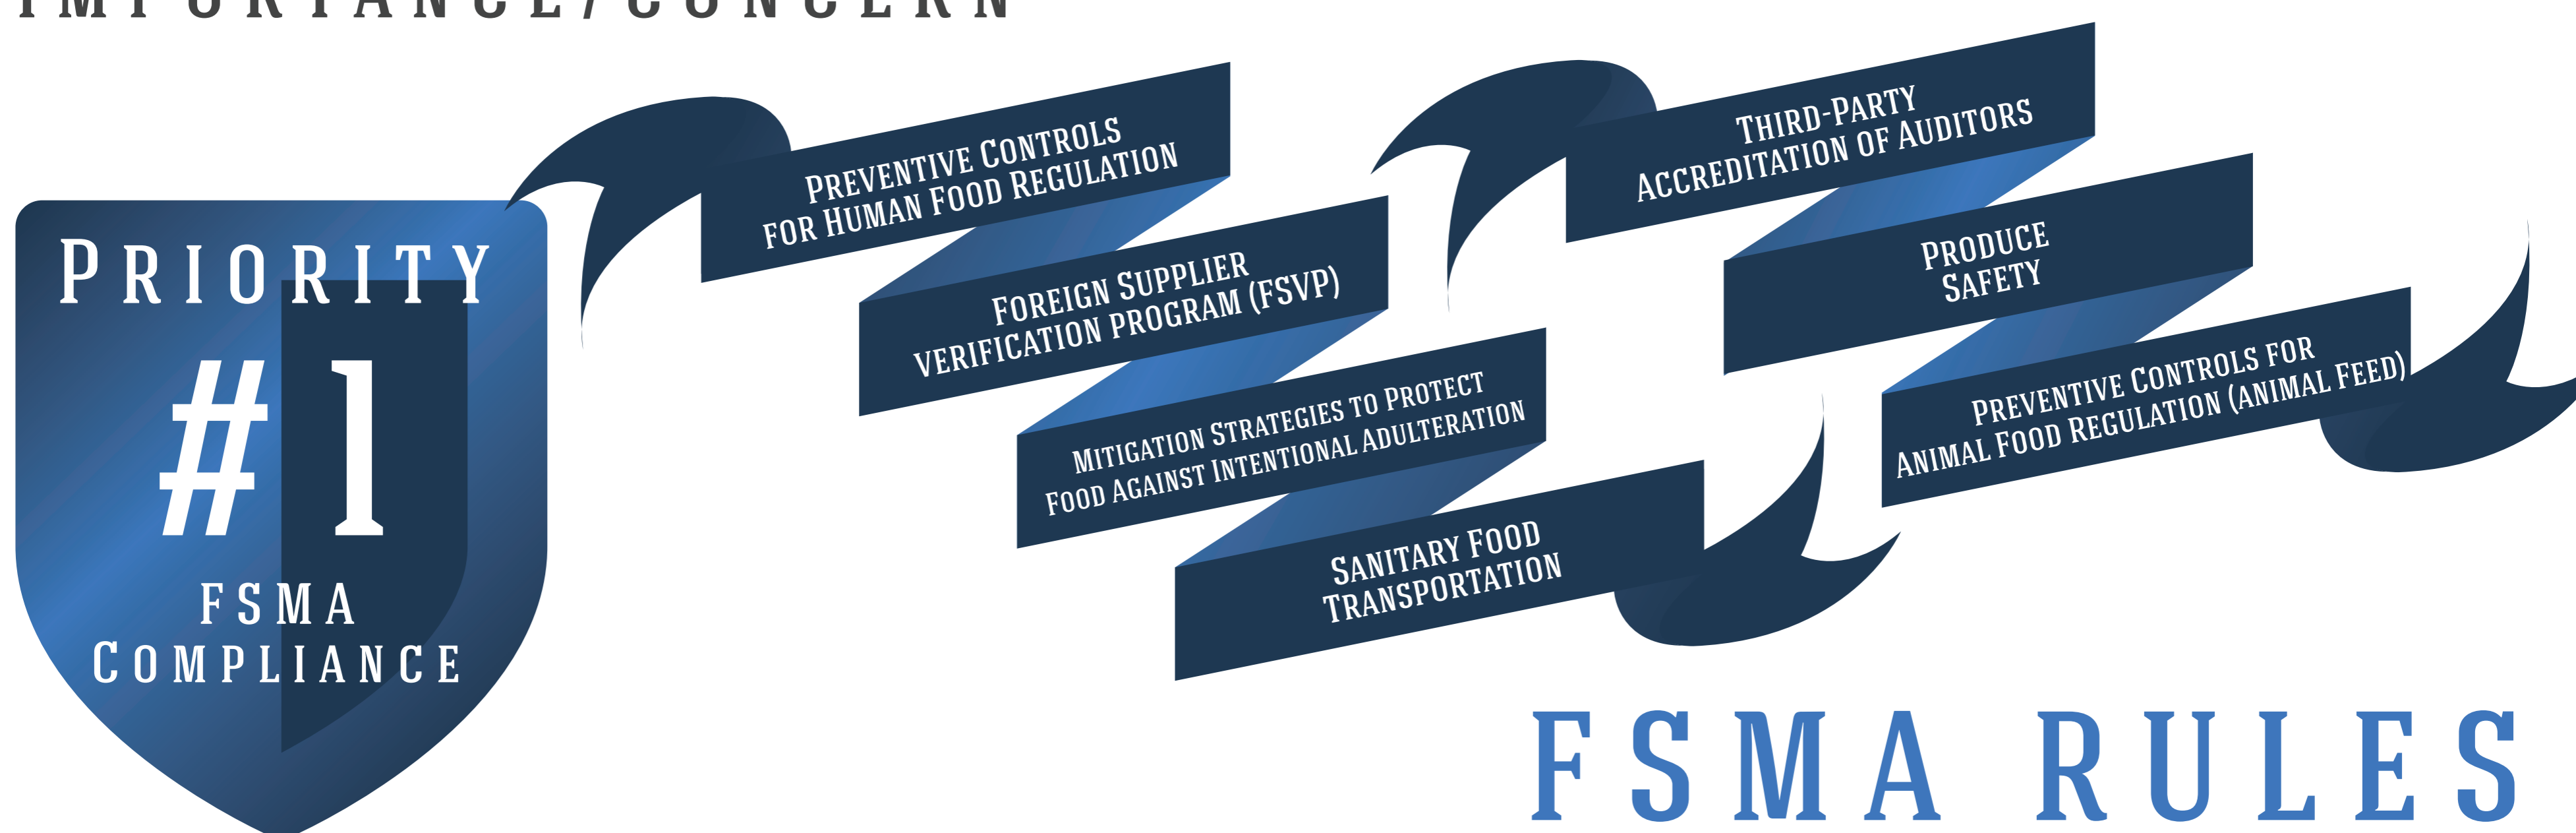 IMPORTANCE/CONCERN
PRIORITY
#1
FSMA
COMPLIANCE
PREVENTIVE CONTROLS
FOR HUMAN FOOD REGULATION
FOREIGN SUPPLIER
VERIFICATION PROGRAM (FSVP)
MITIGATION STRATEGIES TO PROTECT
FOOD AGAINST INTENTIONAL ADULTERATION
SANITARY FOOD
TRANSPORTATION
THIRD-PARTY
ACCREDITATION OF AUDITORS
PRODUCE
SAFETY
PREVENTIVE CONTROLS FOR
ANIMAL FOOD REGULATION (ANIMAL FEED)
FSMA RULES